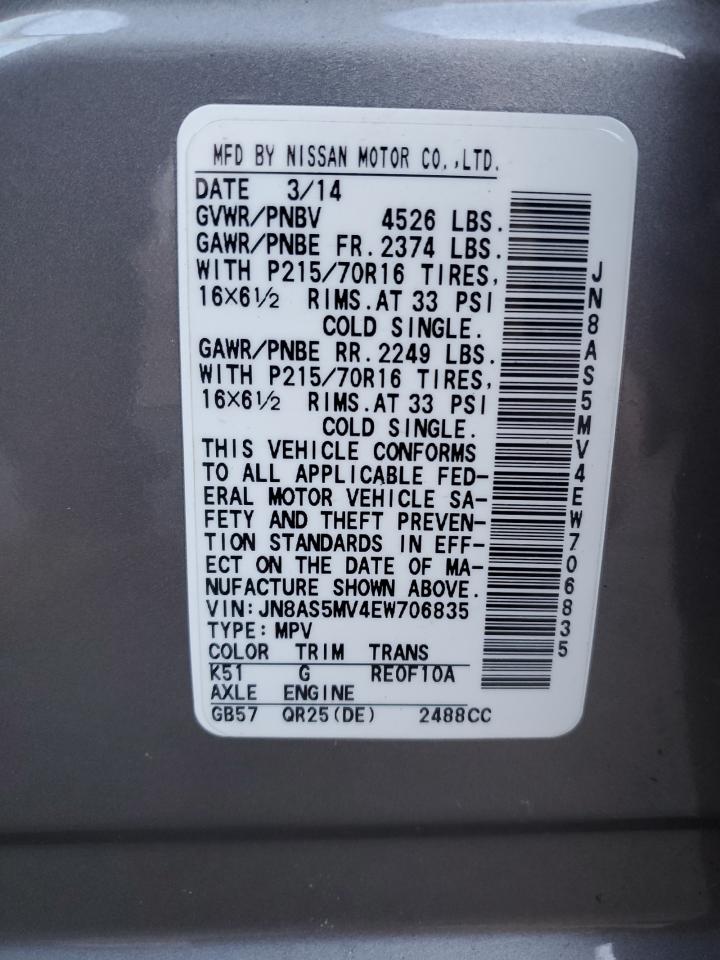 MFD BY NISSAN MOTOR CO.,LTD.
DATE 3/14
GVWR/PNBV 4526 LBS.
GAWR/PNBE FR.2374 LBS.
WITH P215/70R16 TIRES,
16X6½ RIMS.AT 33 PSI
COLD SINGLE.
GAWR/PNBE RR.2249 LBS.
WITH P215/70R16 TIRES,
16X6½ RIMS.AT 33 PSI
COLD SINGLE.
THIS VEHICLE CONFORMS
TO ALL APPLICABLE FED-
ERAL MOTOR VEHICLE SA-
FETY AND THEFT PREVEN-
TION STANDARDS IN EFF-
ECT ON THE DATE OF MA-
NUFACTURE SHOWN ABOVE.
VIN:JN8AS5MV4EW706835
TYPE:MPV
COLOR TRIM TRANS
K51 G RE0F10A
AXLE ENGINE
GB57 QR25(DE) 2488CC
JN8AS5MV4EW706835